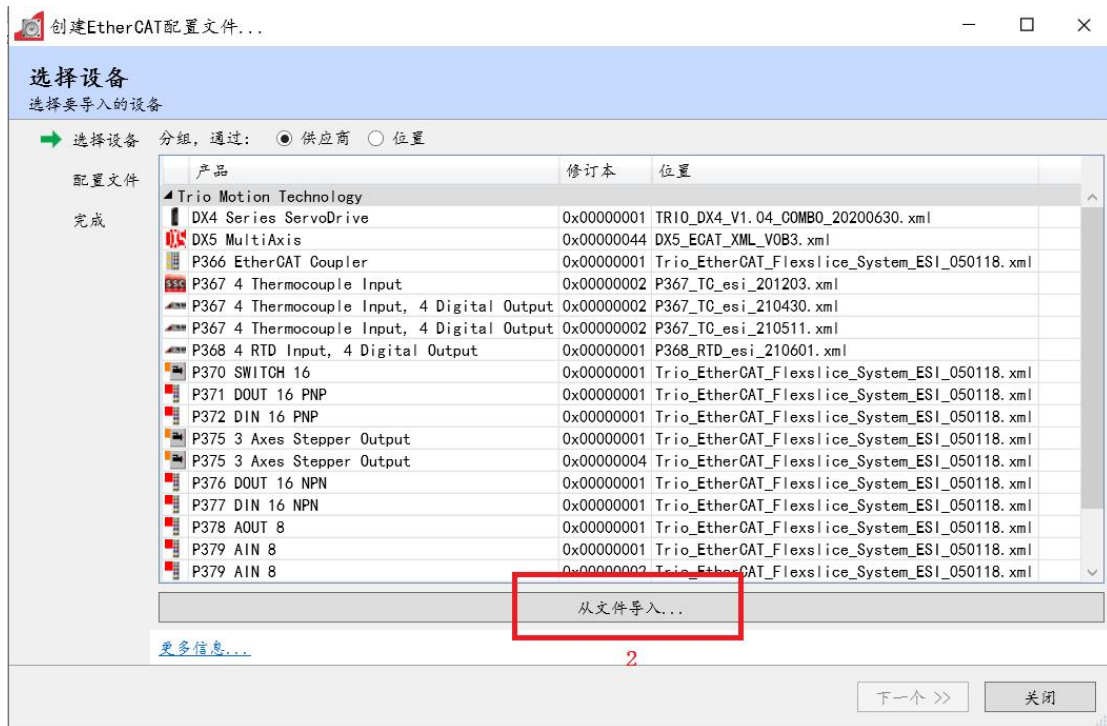 创建EtherCAT配置文件...
选择设备
选择要导入的设备
选择设备
配置文件
完成
分组, 通过: 供应商 位置
产品 修订本 位置
Trio Motion Technology
DX4 Series ServoDrive 0x00000001 TRIO_DX4_V1.04_COMBO_20200630.xml
DX5 MultiAxis 0x00000044 DX5_ECAT_XML_V0B3.xml
P366 EtherCAT Coupler 0x00000001 Trio_EtherCAT_Flexslice_System_ESI_050118.xml
P367 4 Thermocouple Input 0x00000002 P367_TC_esi_201203.xml
P367 4 Thermocouple Input, 4 Digital Output 0x00000002 P367_TC_esi_210430.xml
P367 4 Thermocouple Input, 4 Digital Output 0x00000002 P367_TC_esi_210511.xml
P368 4 RTD Input, 4 Digital Output 0x00000001 P368_RTD_esi_210601.xml
P370 SWITCH 16 0x00000001 Trio_EtherCAT_Flexslice_System_ESI_050118.xml
P371 DOUT 16 PNP 0x00000001 Trio_EtherCAT_Flexslice_System_ESI_050118.xml
P372 DIN 16 PNP 0x00000001 Trio_EtherCAT_Flexslice_System_ESI_050118.xml
P375 3 Axes Stepper Output 0x00000001 Trio_EtherCAT_Flexslice_System_ESI_050118.xml
P375 3 Axes Stepper Output 0x00000004 Trio_EtherCAT_Flexslice_System_ESI_050118.xml
P376 DOUT 16 NPN 0x00000001 Trio_EtherCAT_Flexslice_System_ESI_050118.xml
P377 DIN 16 NPN 0x00000001 Trio_EtherCAT_Flexslice_System_ESI_050118.xml
P378 AOUT 8 0x00000001 Trio_EtherCAT_Flexslice_System_ESI_050118.xml
P379 AIN 8 0x00000001 Trio_EtherCAT_Flexslice_System_ESI_050118.xml
P379 AIN 8 0x00000002 Trio_EtherCAT_Flexslice_System_ESI_050118.xml
从文件导入...
更多信息...
2
下一个 >> 关闭